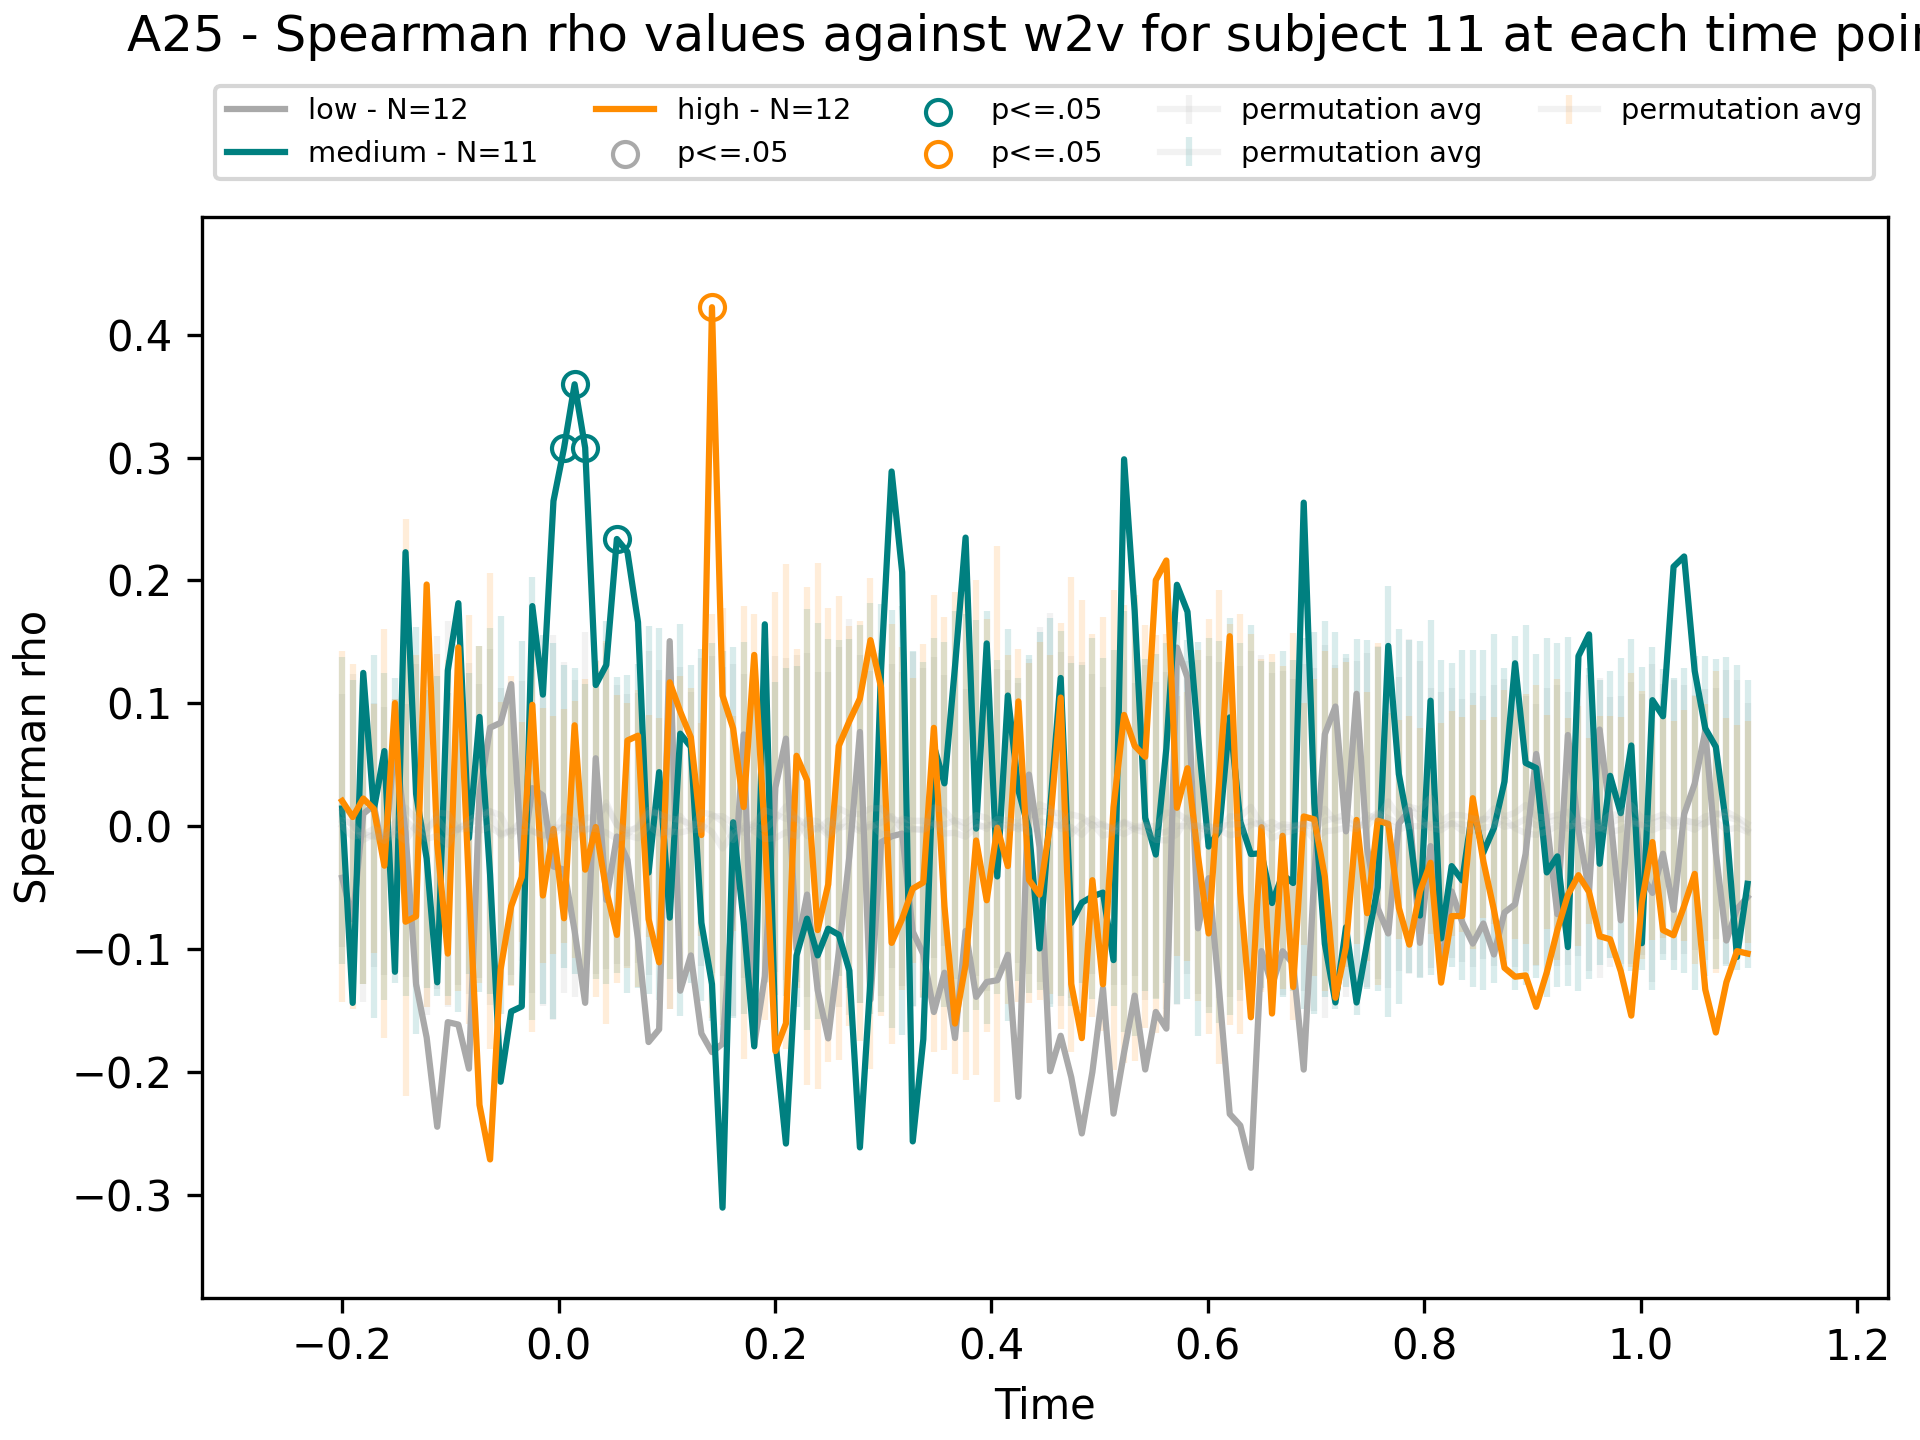 A25 - Spearman rho values against w2v for subject 11 at each time poi
low - N=12 high - N=12 p<=.05 permutation avg permutation avg
medium - N=11 p<=.05 p<=.05 permutation avg
Spearman rho
0.4
0.3
0.2
0.1
0.0
−0.1
−0.2
−0.3
−0.2 0.0 0.2 0.4 0.6 0.8 1.0 1.2
Time